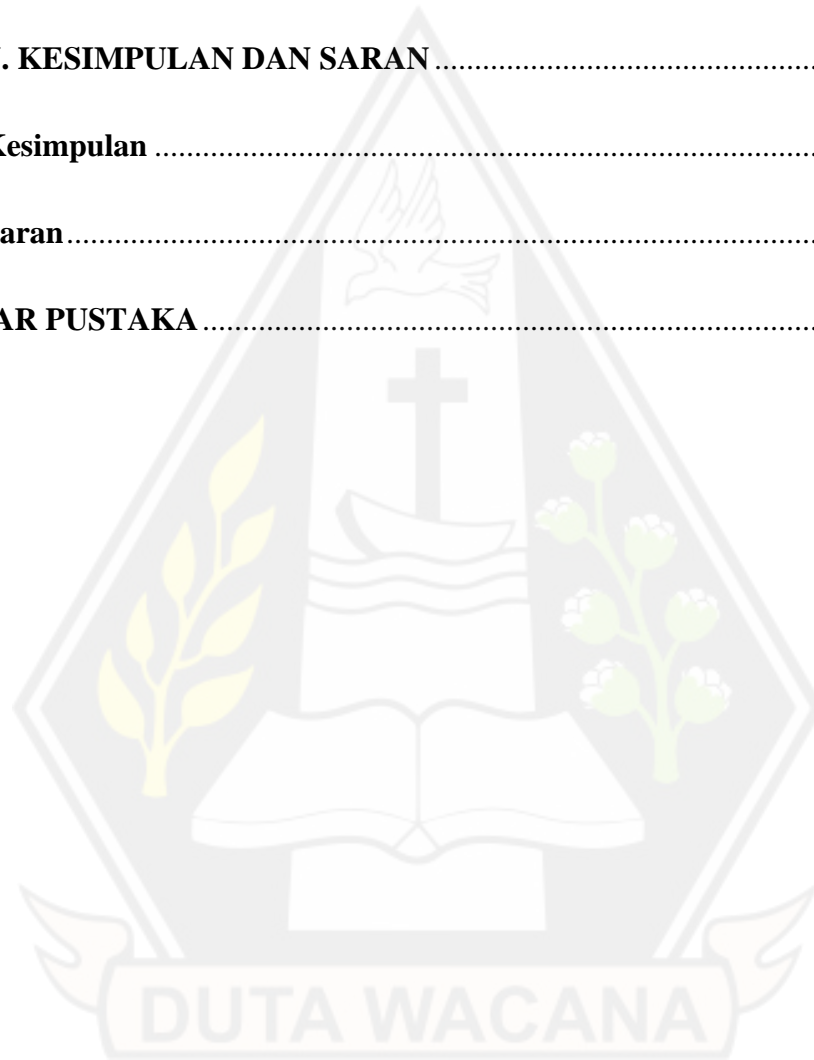 . KESIMPULAN DAN SARAN ........................................
Kesimpulan ......................................................................
aran ................................................................................
AR PUSTAKA .................................................................
DUTA WACANA